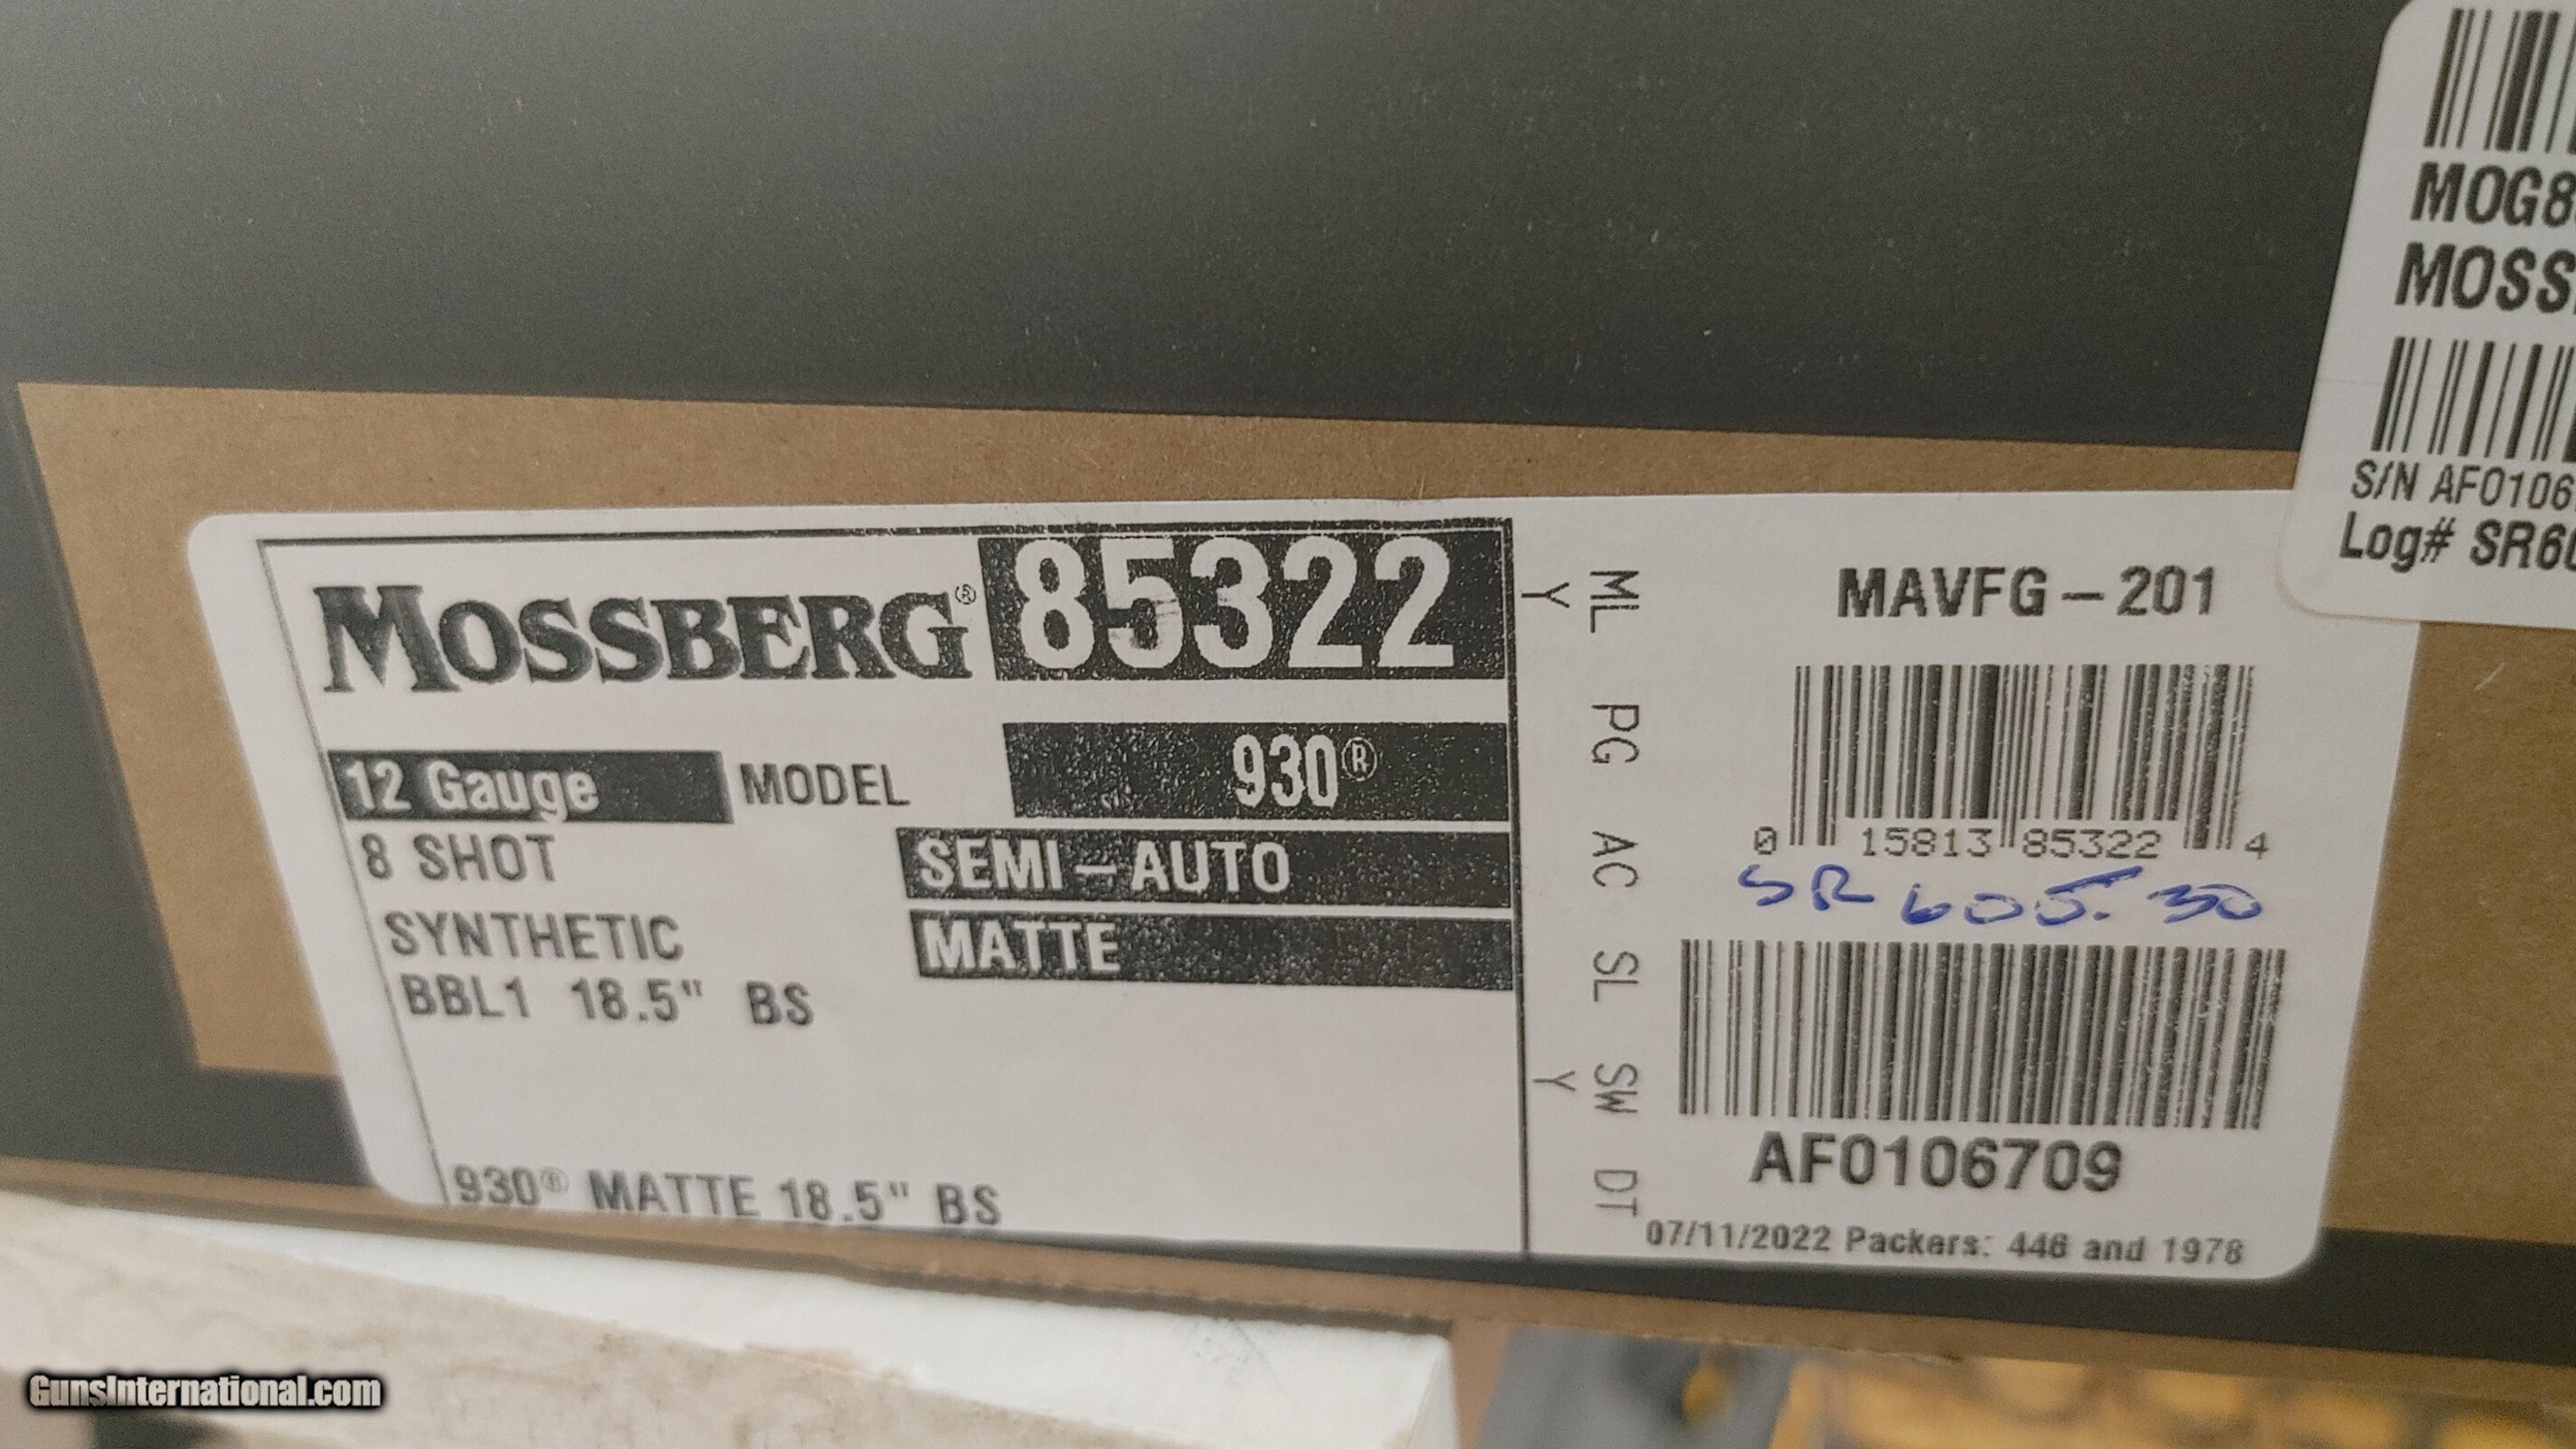 MOSSBERG® 85322
12 Gauge MODEL 930®
8 SHOT SEMI-AUTO
SYNTHETIC MATTE
BBL1 18.5" BS
930® MATTE 18.5" BS
ML PG AC SL SW DT
Y Y
MAVFG-201
0 15813 85322 4
SR 605.30
AF0106709
07/11/2022 Packers: 446 and 1978
MOG8
MOSS
S/N AF0106
Log# SR60
GunsInternational.com